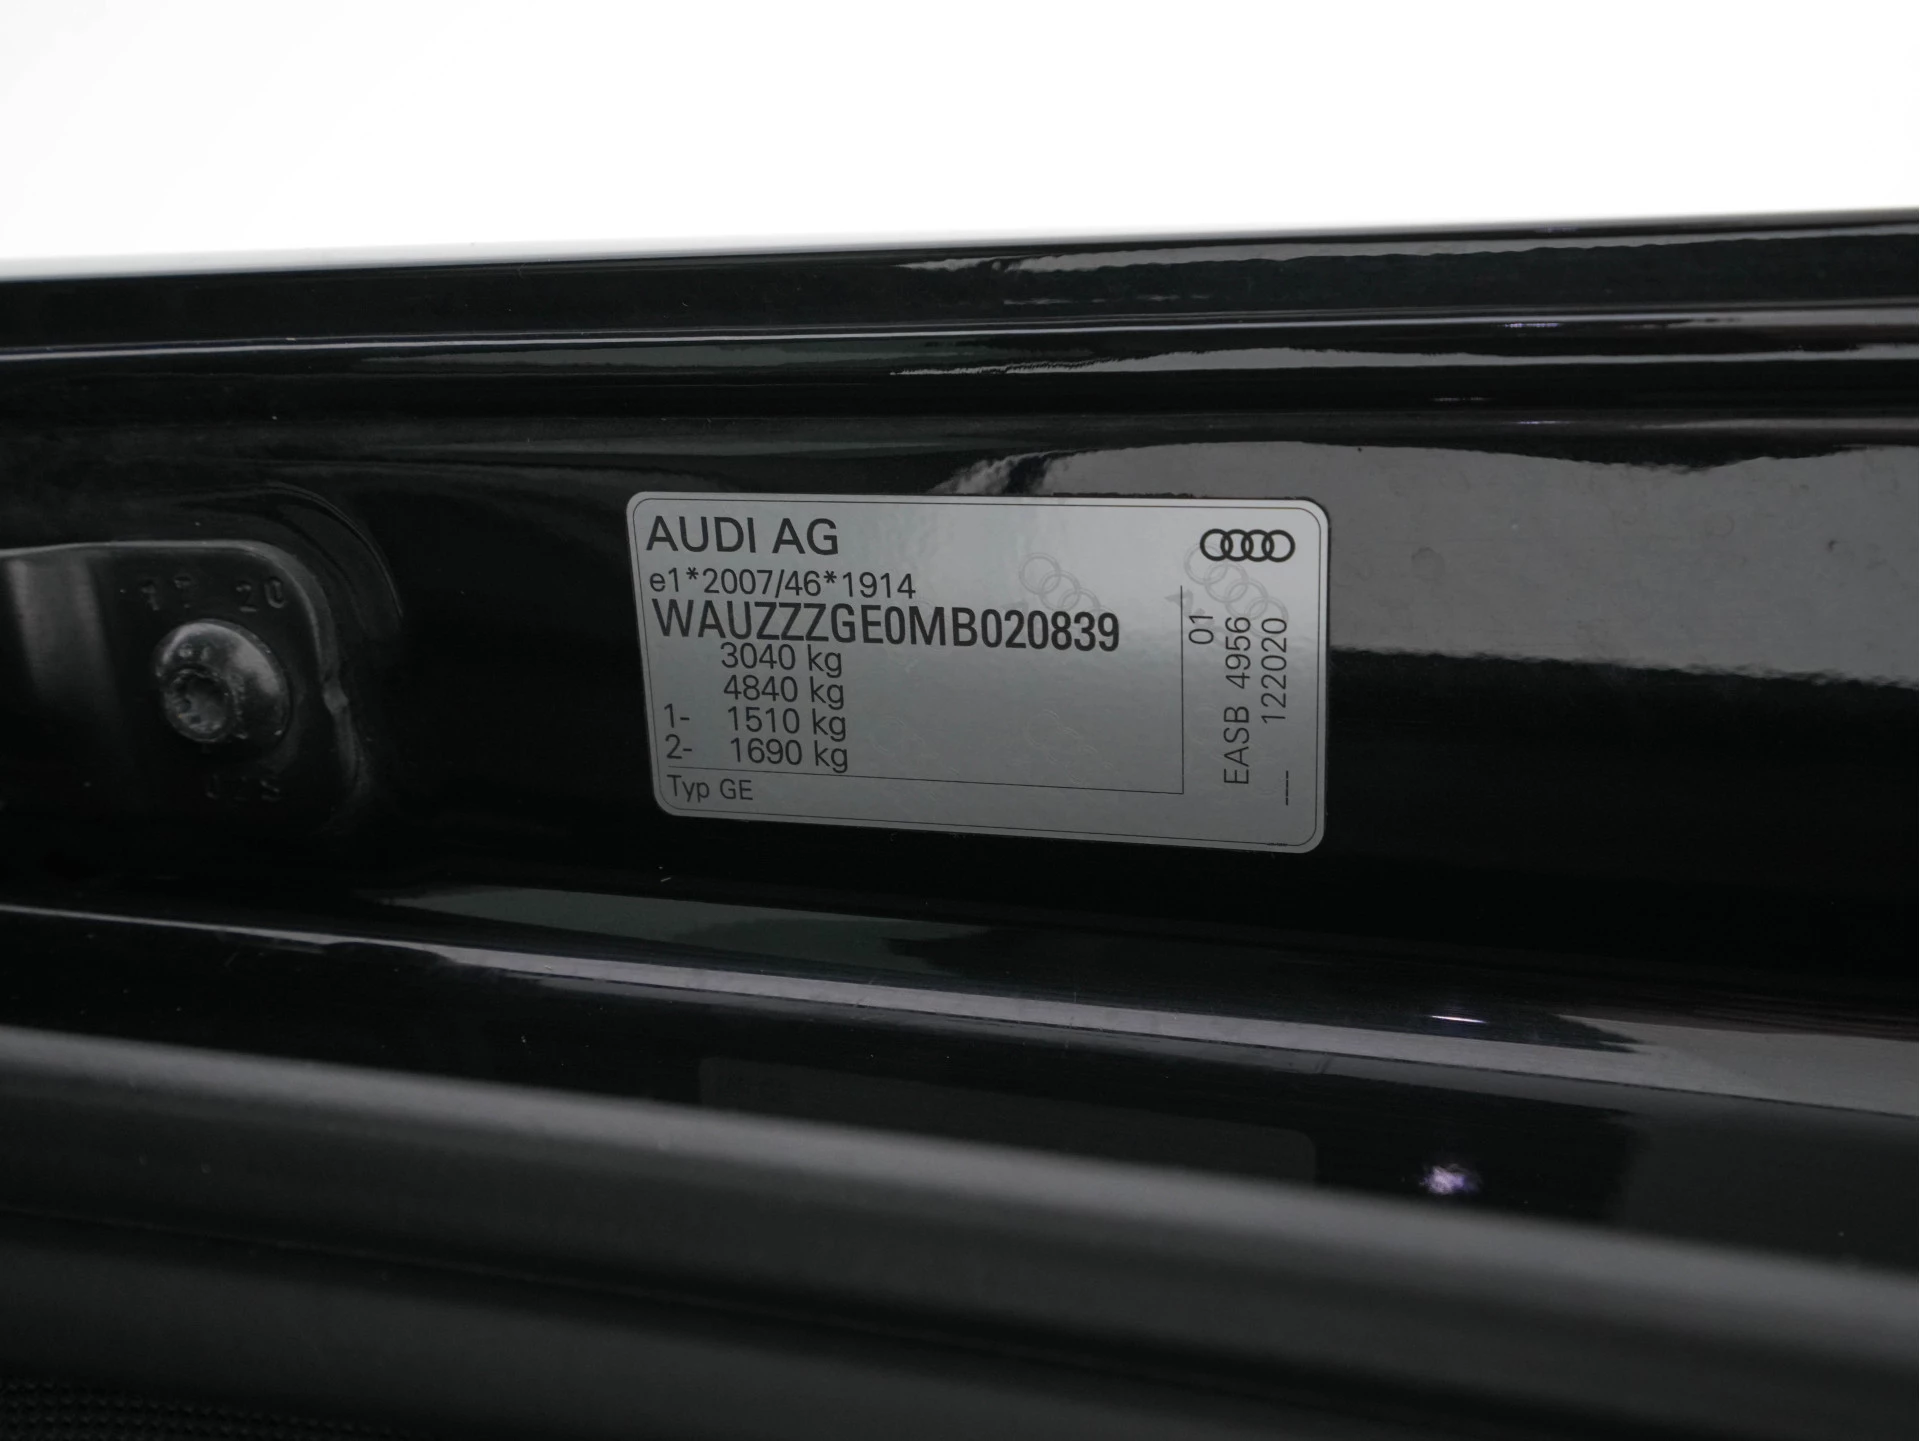 AUDI AG
e1*2007/46*1914
WAUZZZGE0MB020839
3040 kg
4840 kg
1- 1510 kg
2- 1690 kg
Typ GE
01
EASB 4956
122020
20